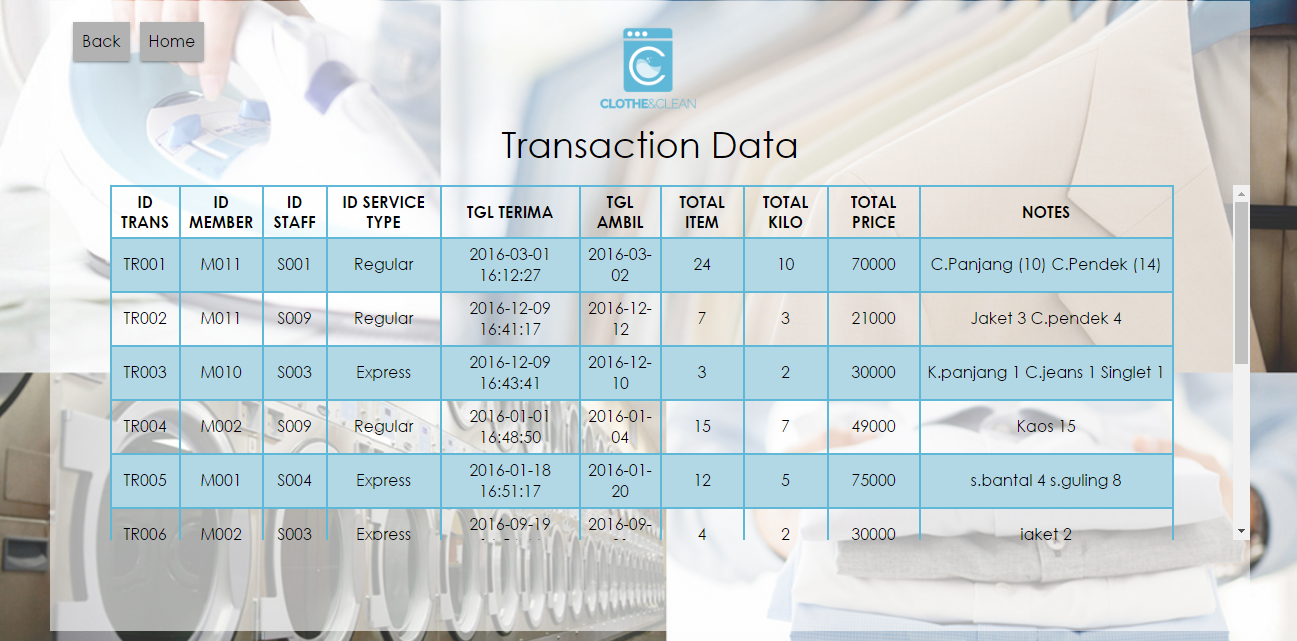 Back Home
CLOTHE&CLEAN
Transaction Data
ID TRANS ID MEMBER ID STAFF ID SERVICE TYPE TGL TERIMA TGL AMBIL TOTAL ITEM TOTAL KILO TOTAL PRICE NOTES
TR001 M011 S001 Regular 2016-03-01 16:12:27 2016-03-02 24 10 70000 C.Panjang (10) C.Pendek (14)
TR002 M011 S009 Regular 2016-12-09 16:41:17 2016-12-12 7 3 21000 Jaket 3 C.pendek 4
TR003 M010 S003 Express 2016-12-09 16:43:41 2016-12-10 3 2 30000 K.panjang 1 C.jeans 1 Singlet 1
TR004 M002 S009 Regular 2016-01-01 16:48:50 2016-01-04 15 7 49000 Kaos 15
TR005 M001 S004 Express 2016-01-18 16:51:17 2016-01-20 12 5 75000 s.bantal 4 s.guling 8
TR006 M002 S003 Express 2016-09-19 2016-09- 4 2 30000 jaket 2